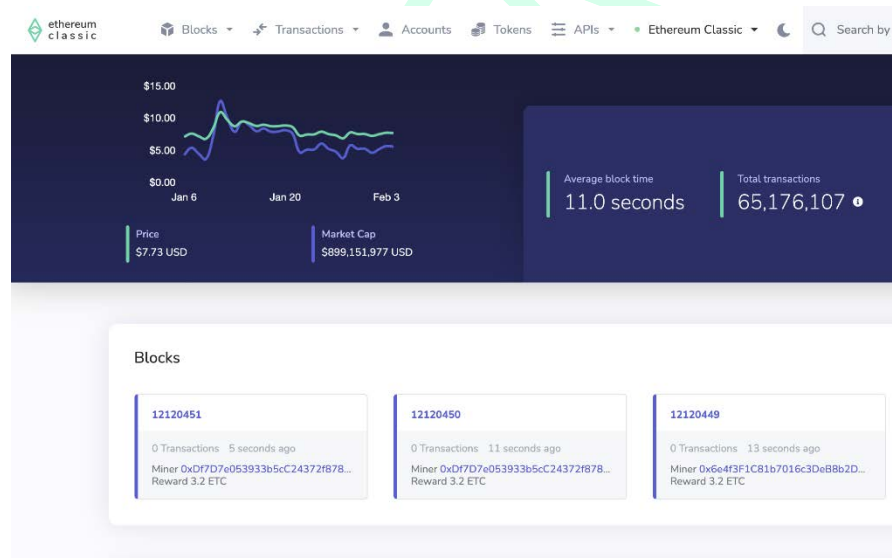 ethereum
classic
Blocks
Transactions
Accounts
Tokens
APIs
Ethereum Classic
Search by
$15.00
$10.00
$5.00
$0.00
Jan 6
Jan 20
Feb 3
Price
$7.73 USD
Market Cap
$899,151,977 USD
Average block time
11.0 seconds
Total transactions
65,176,107
Blocks
12120451
0 Transactions 5 seconds ago
Miner 0xDf7D7e053933b5cC24372f878...
Reward 3.2 ETC
12120450
0 Transactions 11 seconds ago
Miner 0xDf7D7e053933b5cC24372f878...
Reward 3.2 ETC
12120449
0 Transactions 13 seconds ago
Miner 0x6e4f3F1C81b7016c3DeB8b2D...
Reward 3.2 ETC